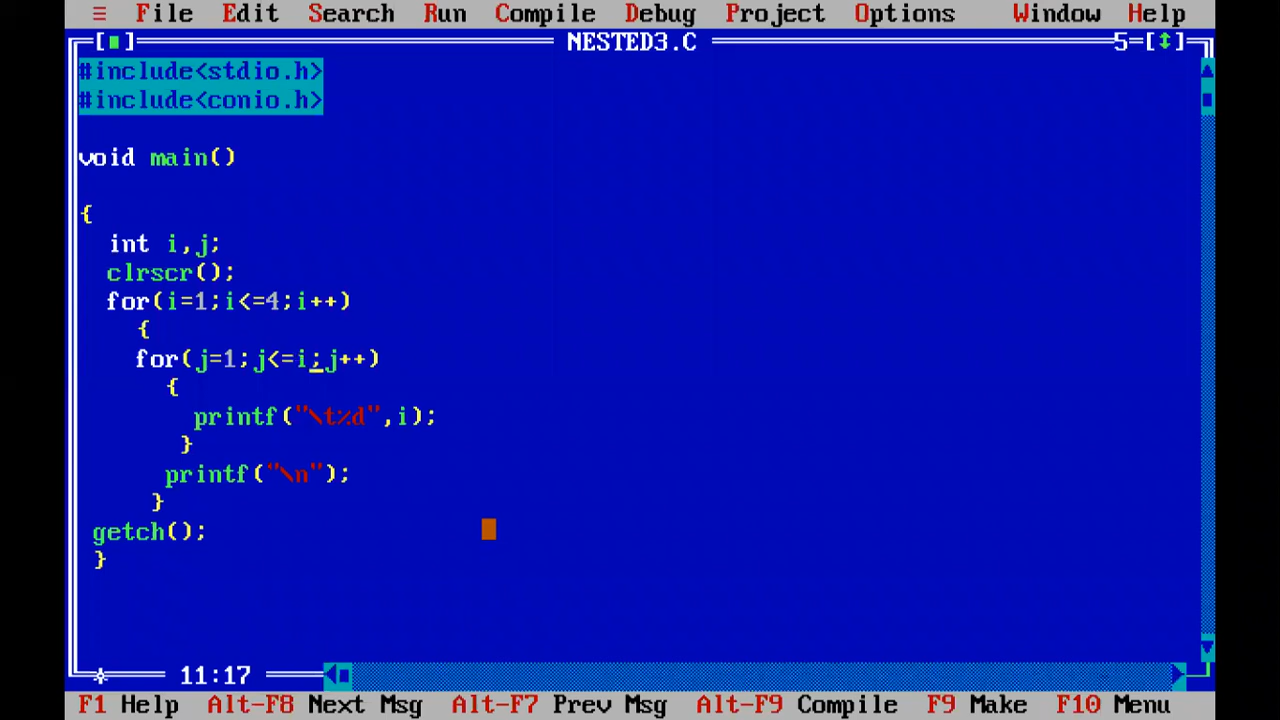 ≡ File Edit Search Run Compile Debug Project Options Window Help
[■] NESTED3.C 5=[↕]
#include<stdio.h>
#include<conio.h>
void main()
{
int i,j;
clrscr();
for(i=1;i<=4;i++)
{
for(j=1;j<=i;j++)
{
printf("\t%d",i);
}
printf("\n");
}
getch();
}
11:17
F1 Help Alt-F8 Next Msg Alt-F7 Prev Msg Alt-F9 Compile F9 Make F10 Menu